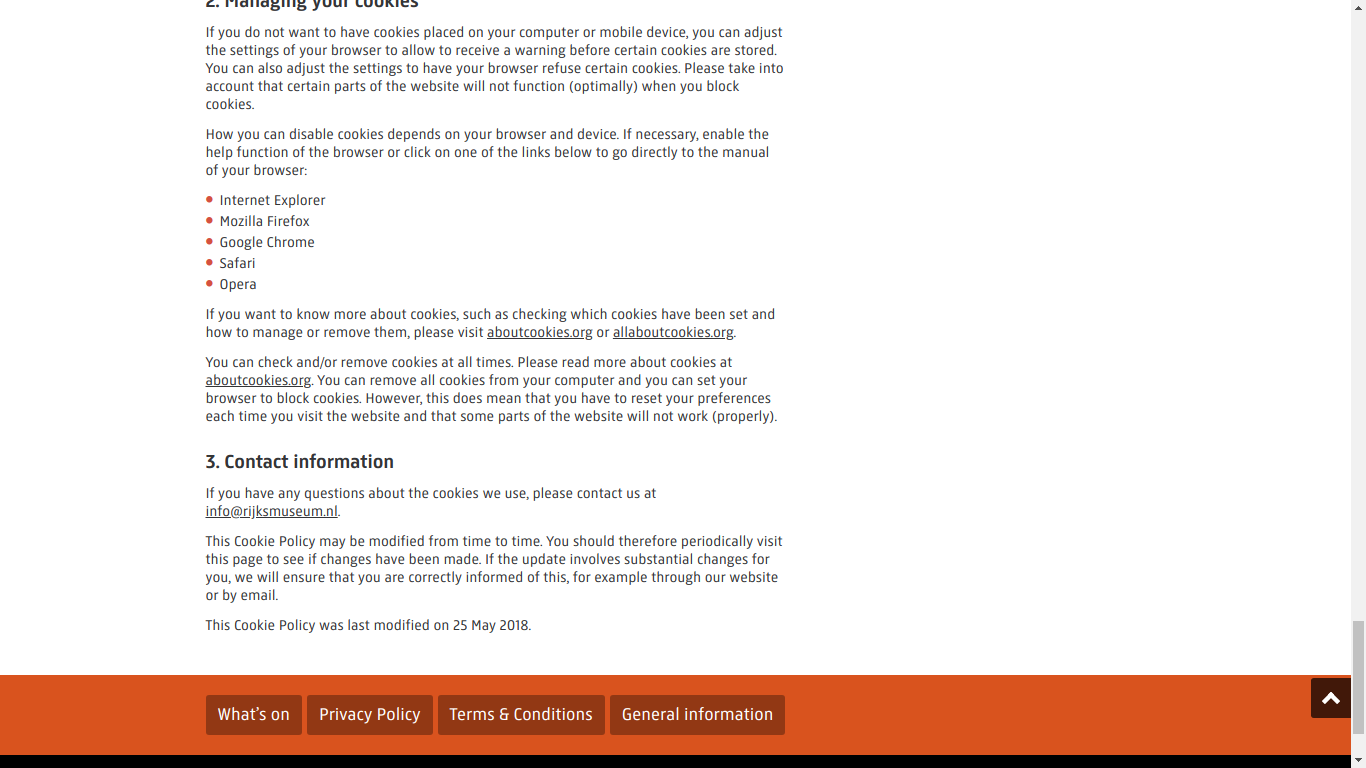 2. Managing your cookies
If you do not want to have cookies placed on your computer or mobile device, you can adjust
the settings of your browser to allow to receive a warning before certain cookies are stored.
You can also adjust the settings to have your browser refuse certain cookies. Please take into
account that certain parts of the website will not function (optimally) when you block
cookies.
How you can disable cookies depends on your browser and device. If necessary, enable the
help function of the browser or click on one of the links below to go directly to the manual
of your browser:
Internet Explorer
Mozilla Firefox
Google Chrome
Safari
Opera
If you want to know more about cookies, such as checking which cookies have been set and
how to manage or remove them, please visit aboutcookies.org or allaboutcookies.org.
You can check and/or remove cookies at all times. Please read more about cookies at
aboutcookies.org. You can remove all cookies from your computer and you can set your
browser to block cookies. However, this does mean that you have to reset your preferences
each time you visit the website and that some parts of the website will not work (properly).
3. Contact information
If you have any questions about the cookies we use, please contact us at
info@rijksmuseum.nl.
This Cookie Policy may be modified from time to time. You should therefore periodically visit
this page to see if changes have been made. If the update involves substantial changes for
you, we will ensure that you are correctly informed of this, for example through our website
or by email.
This Cookie Policy was last modified on 25 May 2018.
What's on Privacy Policy Terms & Conditions General information